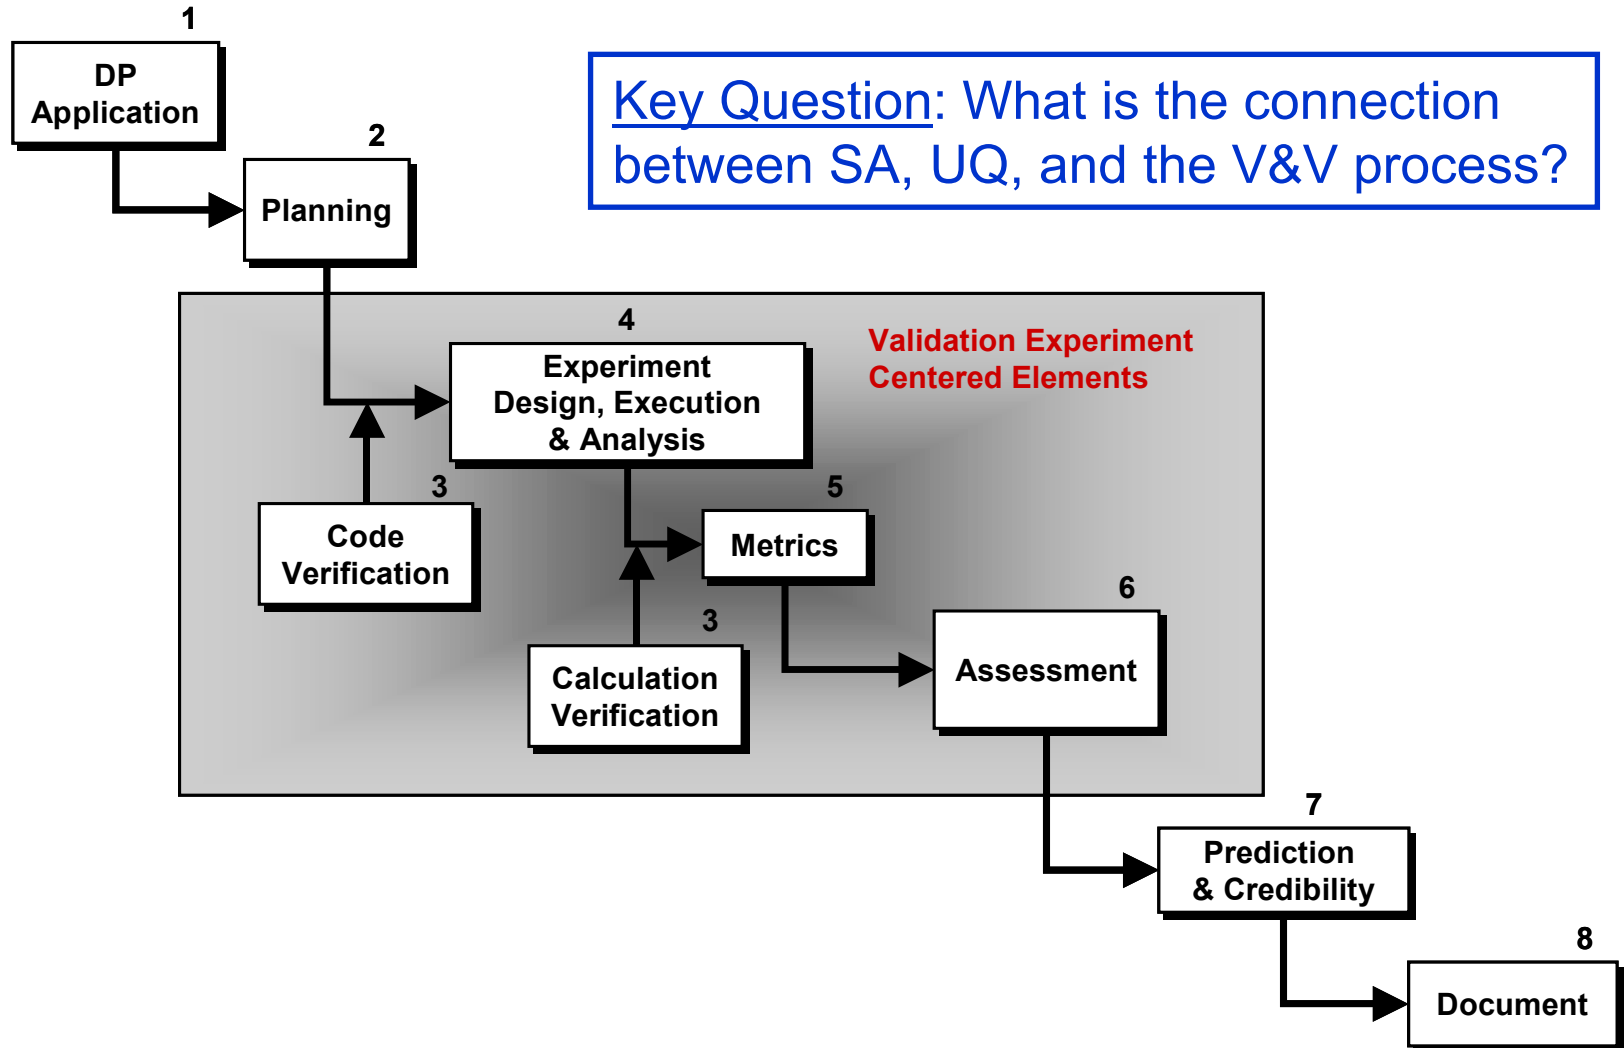 1
DP
Application
Key Question: What is the connection
between SA, UQ, and the V&V process?
2
Planning
4
Experiment
Design, Execution
& Analysis
Validation Experiment
Centered Elements
3
Code
Verification
5
Metrics
3
Calculation
Verification
6
Assessment
7
Prediction
& Credibility
8
Document